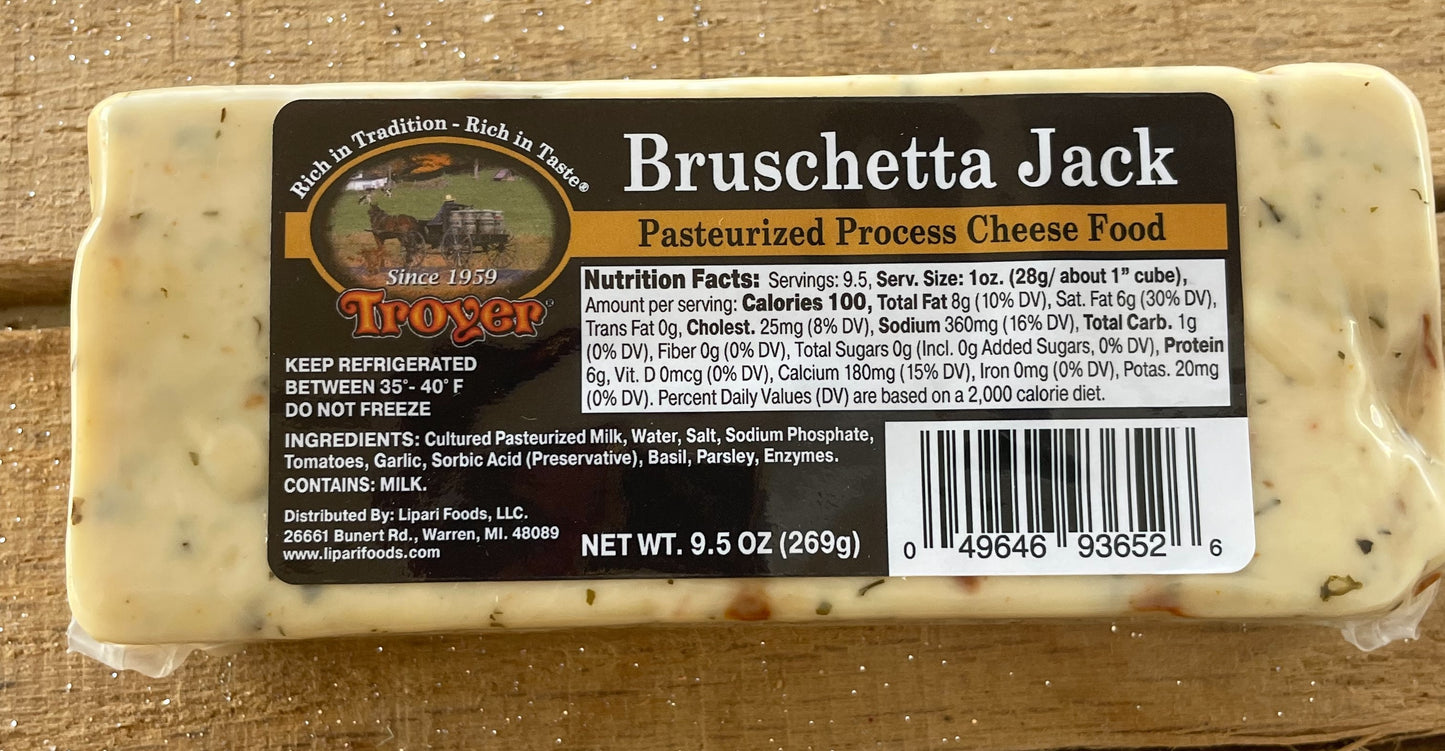 Rich in Tradition - Rich in Taste®
Bruschetta Jack
Pasteurized Process Cheese Food
Since 1959
Troyer®
Nutrition Facts: Servings: 9.5, Serv. Size: 1oz. (28g/ about 1” cube),
Amount per serving: Calories 100, Total Fat 8g (10% DV), Sat. Fat 6g (30% DV),
Trans Fat 0g, Cholest. 25mg (8% DV), Sodium 360mg (16% DV), Total Carb. 1g
(0% DV), Fiber 0g (0% DV), Total Sugars 0g (Incl. 0g Added Sugars, 0% DV), Protein
6g, Vit. D 0mcg (0% DV), Calcium 180mg (15% DV), Iron 0mg (0% DV), Potas. 20mg
(0% DV). Percent Daily Values (DV) are based on a 2,000 calorie diet.
KEEP REFRIGERATED
BETWEEN 35°- 40° F
DO NOT FREEZE
INGREDIENTS: Cultured Pasteurized Milk, Water, Salt, Sodium Phosphate,
Tomatoes, Garlic, Sorbic Acid (Preservative), Basil, Parsley, Enzymes.
CONTAINS: MILK.
Distributed By: Lipari Foods, LLC.
26661 Bunert Rd., Warren, MI. 48089
www.liparifoods.com
NET WT. 9.5 OZ (269g)
0 49646 93652 6